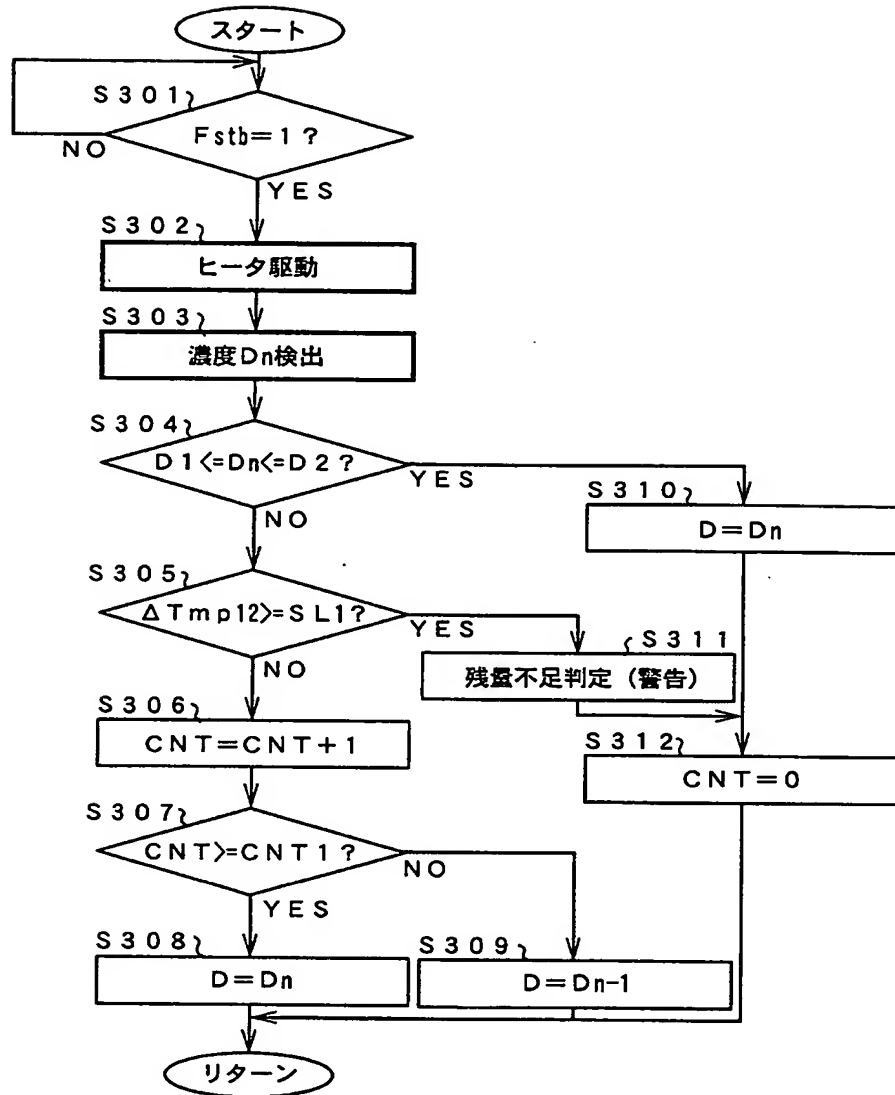 スタート
S301
Fstb=1?
NO
YES
S302
ヒータ駆動
S303
濃度Dn検出
S304
D1<=Dn<=D2?
YES
NO
S310
D=Dn
S305
ΔTmp12>=SL1?
YES
NO
S311
残量不足判定(警告)
S306
CNT=CNT+1
S312
CNT=0
S307
CNT>=CNT1?
NO
YES
S308
D=Dn
S309
D=Dn-1
リターン